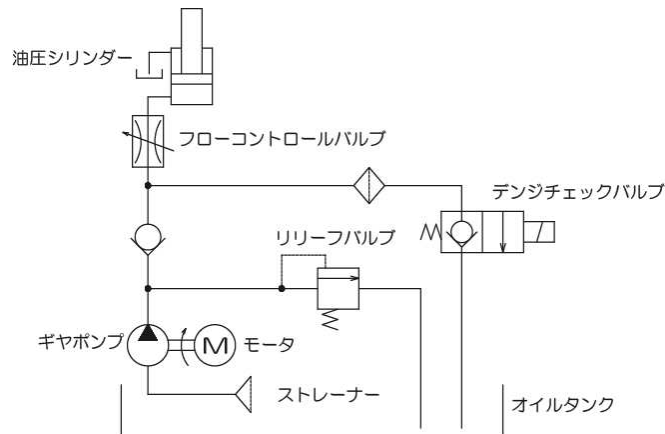 油圧シリンダー
フローコントロールバルブ
デンジチェックバルブ
リリーフバルブ
ギヤポンプ
M
モータ
ストレーナー
オイルタンク